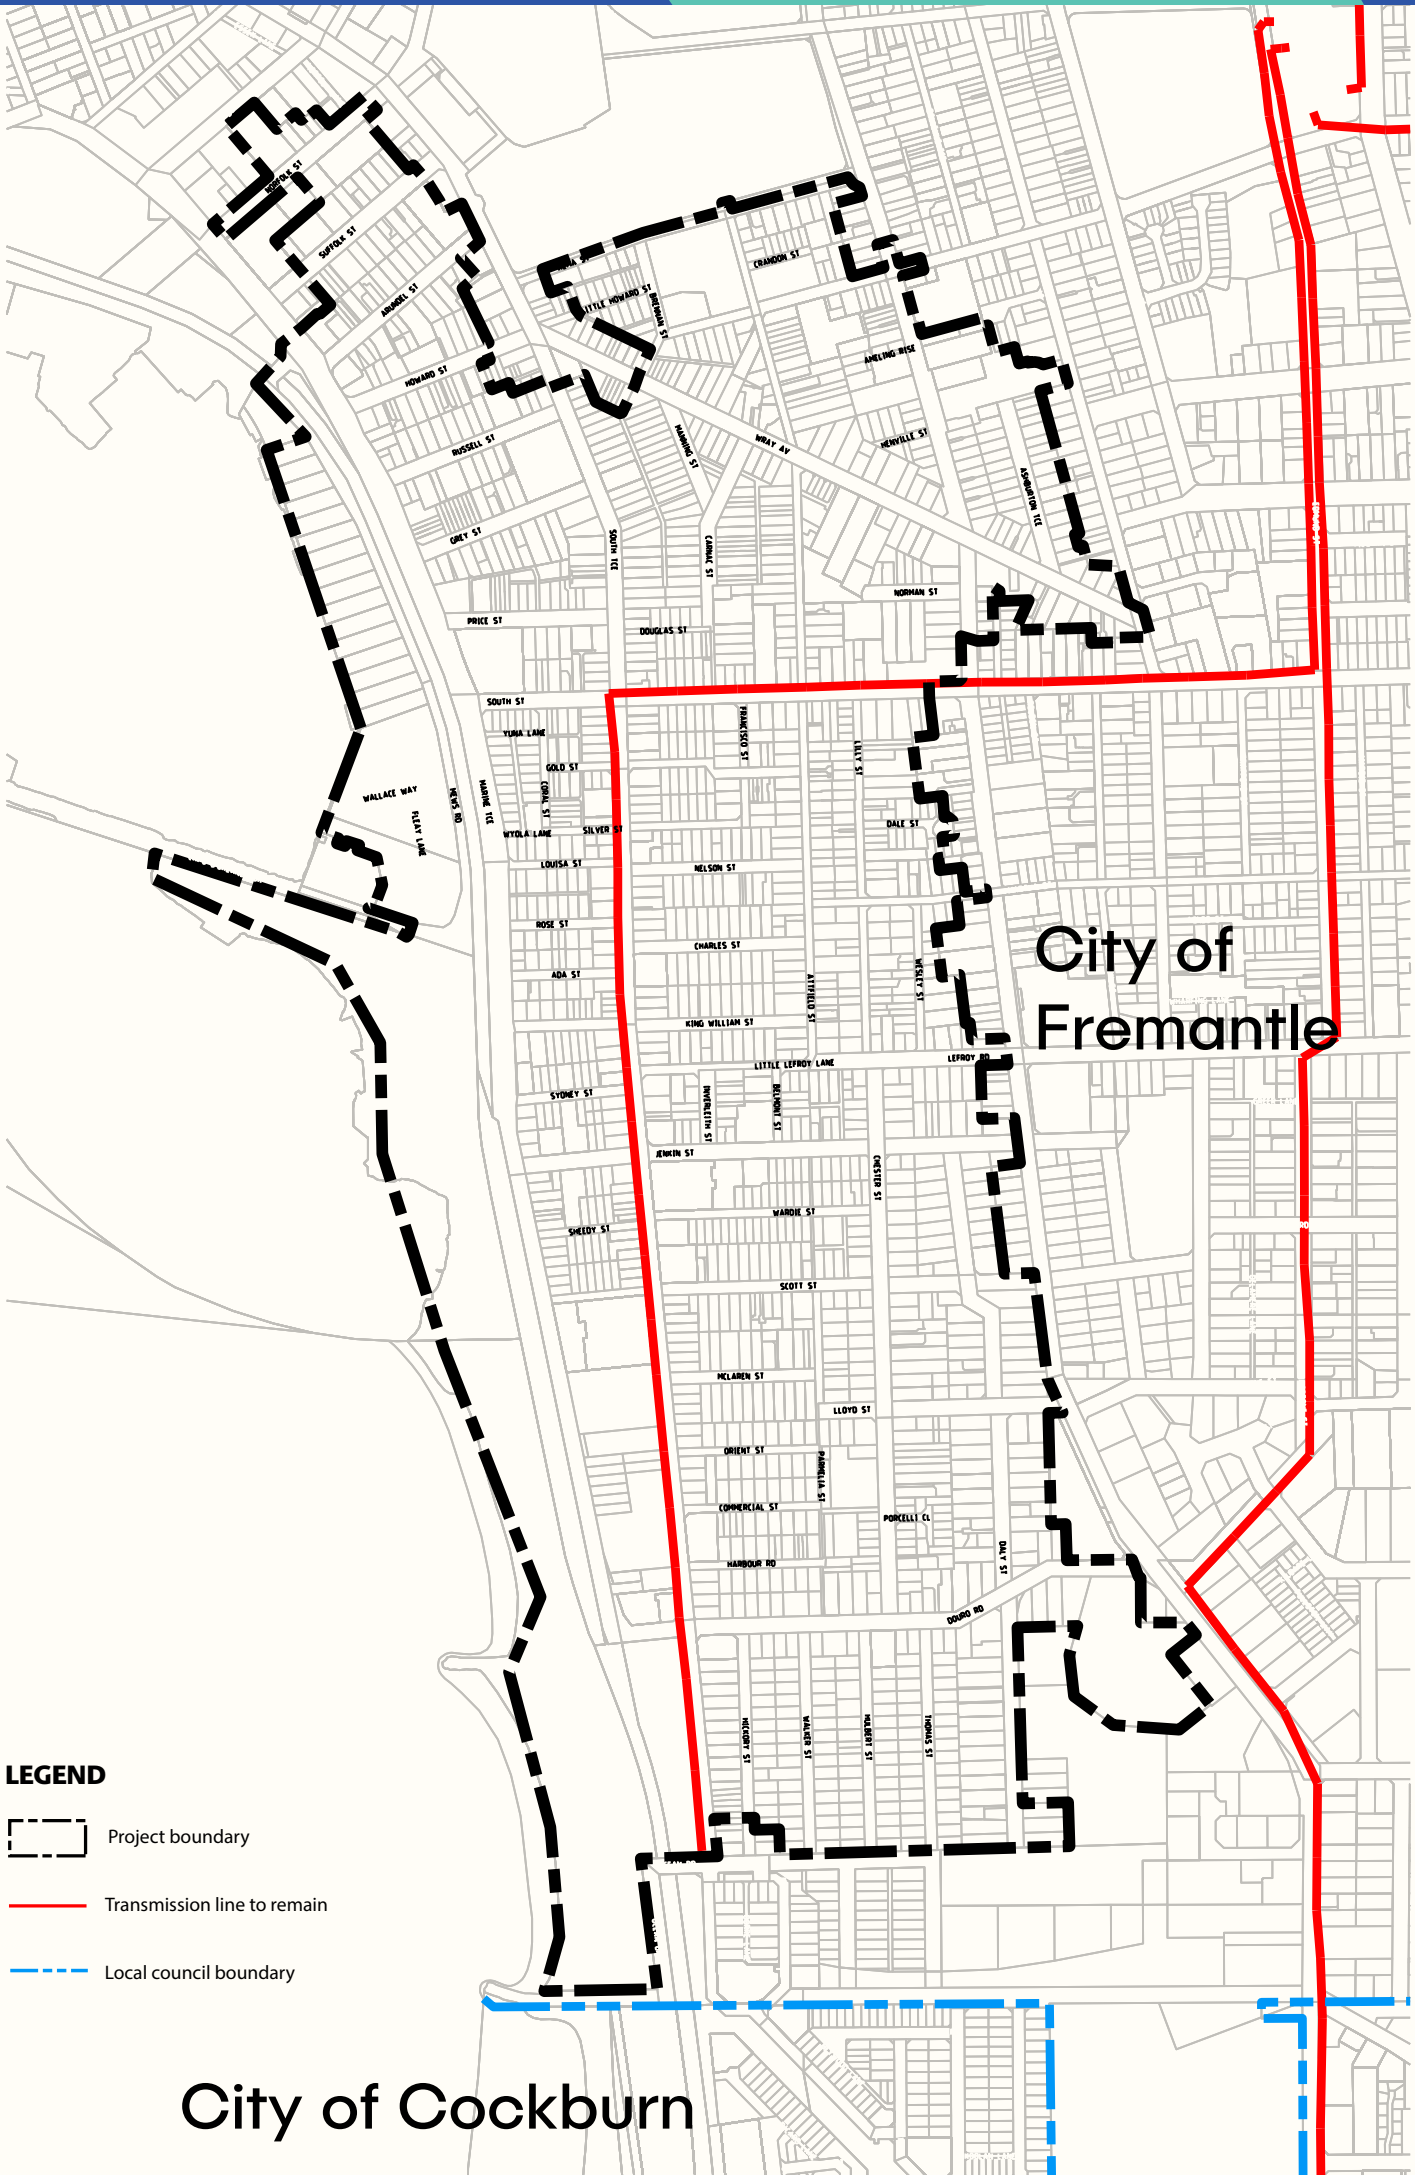 NORFOLK ST
SUFFOLK ST
ARUNDEL ST
CRANDON ST
LITTLE HOWARD ST
BRENNAN ST
AMELING RISE
HOWARD ST
RUSSELL ST
MANNING ST
WRAY AV
HENVILLE ST
ASHBURTON TCE
GREY ST
SOUTH TCE
CARNAC ST
NORMAN ST
PRICE ST
DOUGLAS ST
SOUTH ST
YUNA LANE
FRANCISCO ST
LILLY ST
GOLD ST
CORAL ST
WALLACE WAY
MEWS RD
MARINE TCE
FLEAY LANE
WYOLA LANE
SILVER ST
DALE ST
LOUISA ST
NELSON ST
ROSE ST
CHARLES ST
City of
Fremantle
ADA ST
ATTFIELD ST
WESLEY ST
KING WILLIAM ST
LITTLE LEFROY LANE
LEFROY RD
SYDNEY ST
INVERLEITH ST
BELMONT ST
JENKIN ST
CHESTER ST
WARDIE ST
SHEEDY ST
RD
SCOTT ST
MCLAREN ST
LLOYD ST
ORIENT ST
PARMELIA ST
COMMERCIAL ST
PORCELLI CL
HARBOUR RD
DALY ST
DOURO RD
HICKORY ST
WALKER ST
HULBERT ST
THOMAS ST
LEGEND
Project boundary
Transmission line to remain
Local council boundary
City of Cockburn